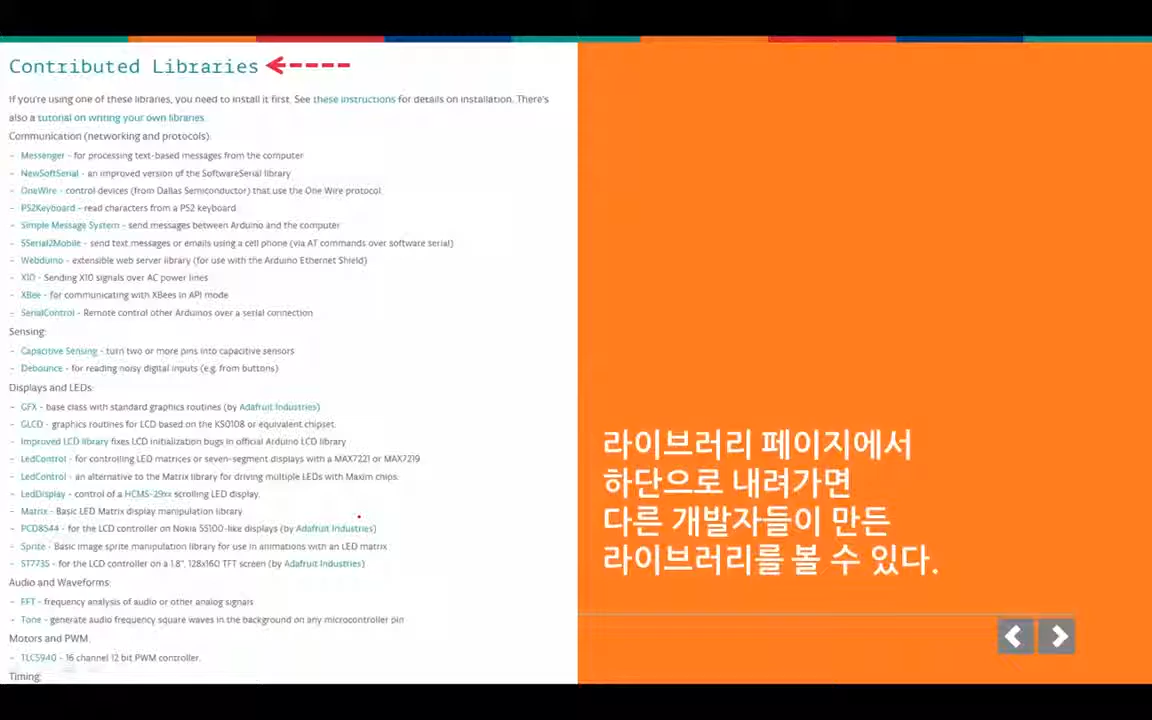 Contributed Libraries
If you're using one of these libraries, you need to install it first. See these instructions for details on installation. There's
also a tutorial on writing your own libraries.
Communication (networking and protocols):
- Messenger - for processing text-based messages from the computer
- NewSoftSerial - an improved version of the SoftwareSerial library
- OneWire - control devices (from Dallas Semiconductor) that use the One Wire protocol
- PS2Keyboard - read characters from a PS2 keyboard.
- Simple Message System - send messages between Arduino and the computer
- SSerial2Mobile - send text messages or emails using a cell phone (via AT commands over software serial)
- Webduino - extensible web server library (for use with the Arduino Ethernet Shield)
- X10 - Sending X10 signals over AC power lines
- XBee - for communicating with XBees in API mode
- SerialControl - Remote control other Arduinos over a serial connection
Sensing:
- Capacitive Sensing - turn two or more pins into capacitive sensors
- Debounce - for reading noisy digital inputs (e.g. from buttons)
Displays and LEDs:
- GFX - base class with standard graphics routines (by Adafruit Industries)
- GLCD - graphics routines for LCD based on the KS0108 or equivalent chipset.
- Improved LCD library fixes LCD initialization bugs in official Arduino LCD library
- LedControl - for controlling LED matrices or seven-segment displays with a MAX7221 or MAX7219
- LedControl - an alternative to the Matrix library for driving multiple LEDs with Maxim chips.
- LedDisplay - control of a HCMS-29xx scrolling LED display.
- Matrix - Basic LED Matrix display manipulation library
- PCD8544 - for the LCD controller on Nokia 55100-like displays (by Adafruit Industries)
- Sprite - Basic image sprite manipulation library for use in animations with an LED matrix
- ST7735 - for the LCD controller on a 1.8", 128x160 TFT screen (by Adafruit Industries)
Audio and Waveforms:
- FFT - frequency analysis of audio or other analog signals
- Tone - generate audio frequency square waves in the background on any microcontroller pin
Motors and PWM:
- TLC5940 - 16 channel 12 bit PWM controller.
Timing:
라이브러리 페이지에서
하단으로 내려가면
다른 개발자들이 만든
라이브러리를 볼 수 있다.